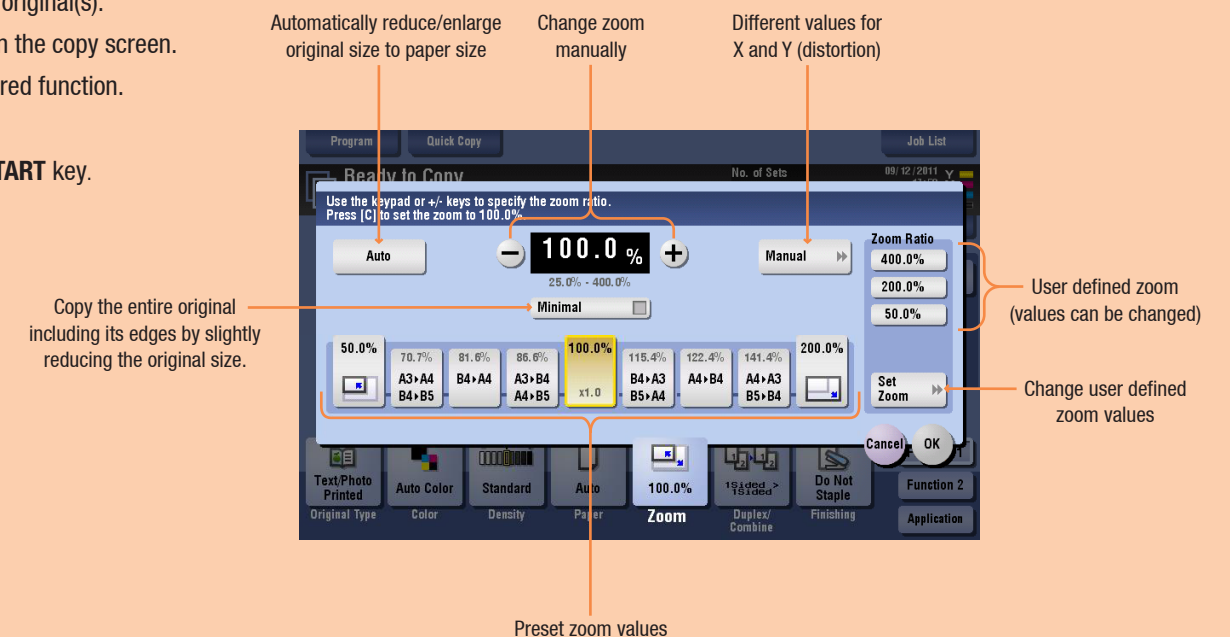 original(s).
n the copy screen.
red function.
START key.
Automatically reduce/enlarge
original size to paper size
Change zoom
manually
Different values for
X and Y (distortion)
Program
Quick Copy
Job List
Ready to Copy
No. of Sets
09/12/2011
Y
Use the keypad or +/- keys to specify the zoom ratio.
Press [C] to set the zoom to 100.0%
Auto
− 100.0 % +
Manual
25.0% - 400.0%
Minimal
Zoom Ratio
400.0%
200.0%
50.0%
Copy the entire original
including its edges by slightly
reducing the original size.
User defined zoom
(values can be changed)
50.0%
70.7%
A3▸A4
B4▸B5
81.6%
B4▸A4
86.6%
A3▸B4
A4▸B5
100.0%
x1.0
115.4%
B4▸A3
B5▸A4
122.4%
A4▸B4
141.4%
A4▸A3
B5▸B4
200.0%
Set
Zoom
Change user defined
zoom values
Cancel
OK
1
Text/Photo
Printed
Auto Color
Standard
Auto
100.0%
1Sided >
1Sided
Do Not
Staple
Function 2
Original Type
Color
Density
Paper
Zoom
Duplex/
Combine
Finishing
Application
Preset zoom values